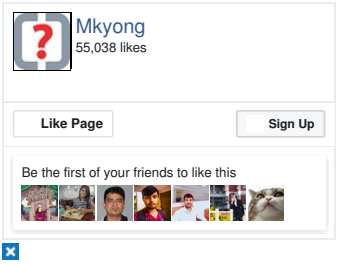 Mkyong
55,038 likes
Like Page
Sign Up
Be the first of your friends to like this